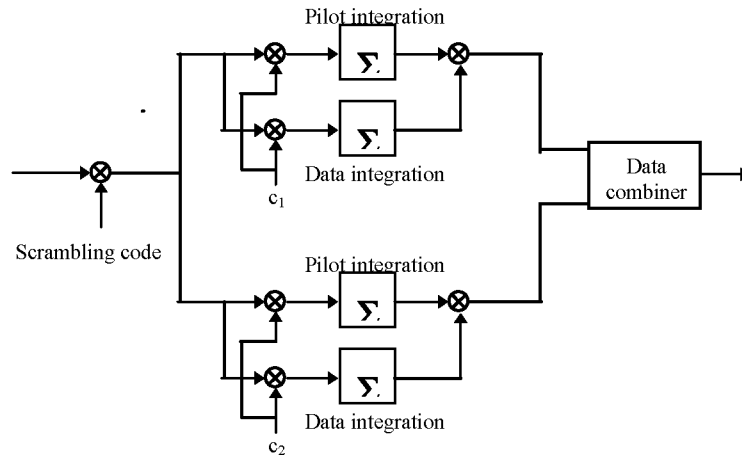 Pilot integration
Σ
Σ
Data integration
c1
Scrambling code
Data
combiner
Pilot integration
Σ
Σ
Data integration
c2